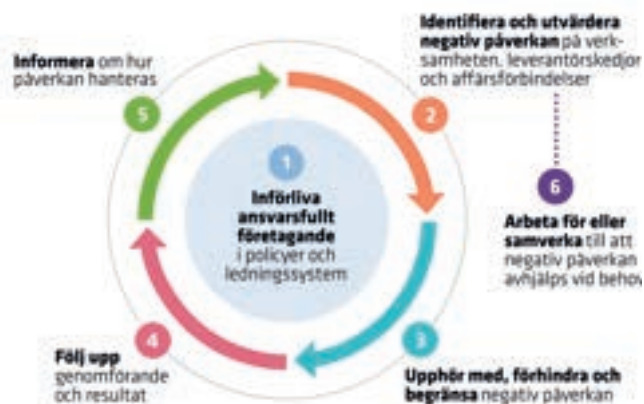 1
Införliva
ansvarsfullt
företagande
i policyer och
ledningssystem
Identifiera och utvärdera
negativ påverkan på verk-
samheten, leverantörskedjor
och affärsförbindelser
2
3
Upphör med, förhindra och
begränsa negativ påverkan
4
Följ upp
genomförande
och resultat
Informera om hur
påverkan hanteras
5
6
Arbeta för eller
samverka till att
negativ påverkan
avhjälps vid behov